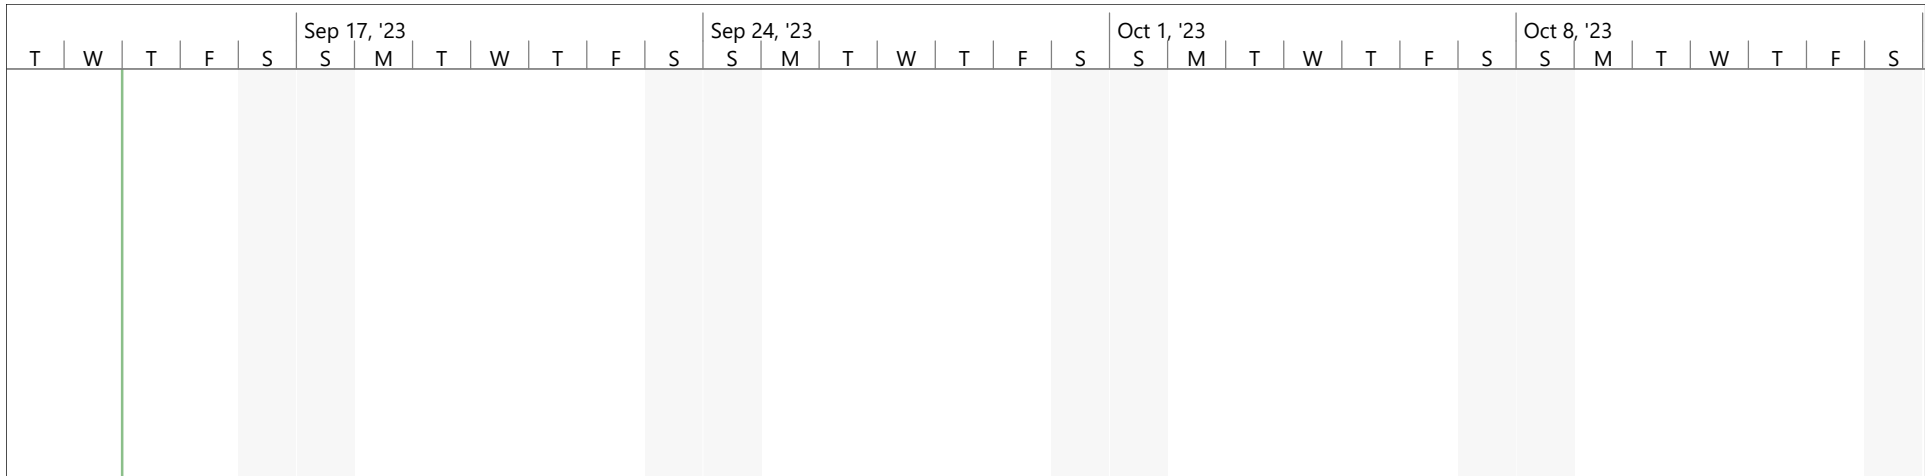 Sep 17, '23 Sep 24, '23 Oct 1, '23 Oct 8, '23
T W T F S S M T W T F S S M T W T F S S M T W T F S S M T W T F S